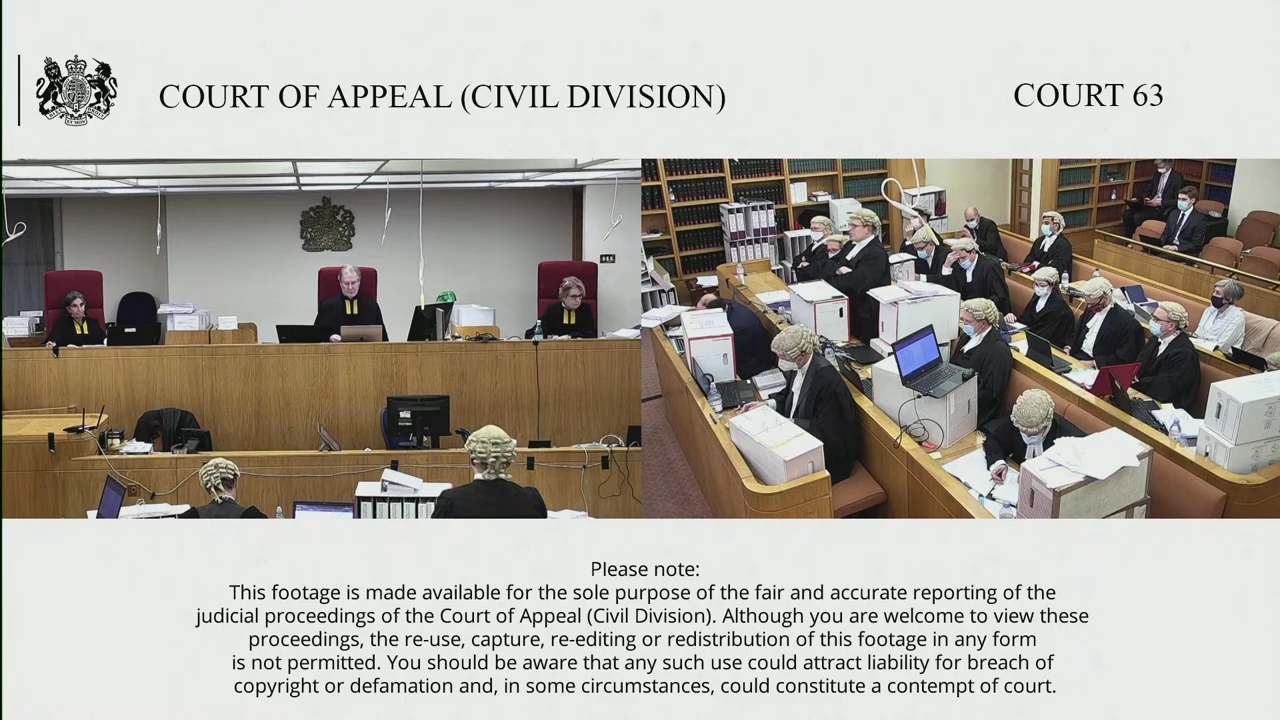 COURT OF APPEAL (CIVIL DIVISION)
COURT 63
Please note:
This footage is made available for the sole purpose of the fair and accurate reporting of the
judicial proceedings of the Court of Appeal (Civil Division). Although you are welcome to view these
proceedings, the re-use, capture, re-editing or redistribution of this footage in any form
is not permitted. You should be aware that any such use could attract liability for breach of
copyright or defamation and, in some circumstances, could constitute a contempt of court.